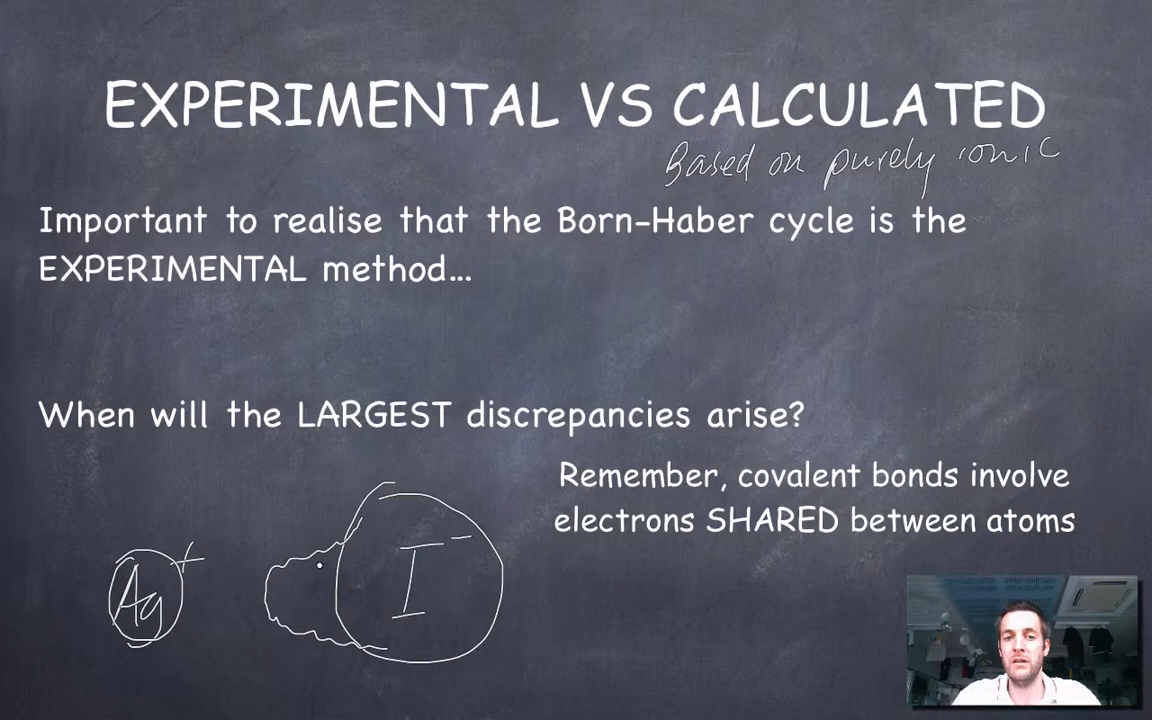 EXPERIMENTAL VS CALCULATED
Based on purely ionic
Important to realise that the Born-Haber cycle is the
EXPERIMENTAL method...
When will the LARGEST discrepancies arise?
Remember, covalent bonds involve
electrons SHARED between atoms
Ag+
I-